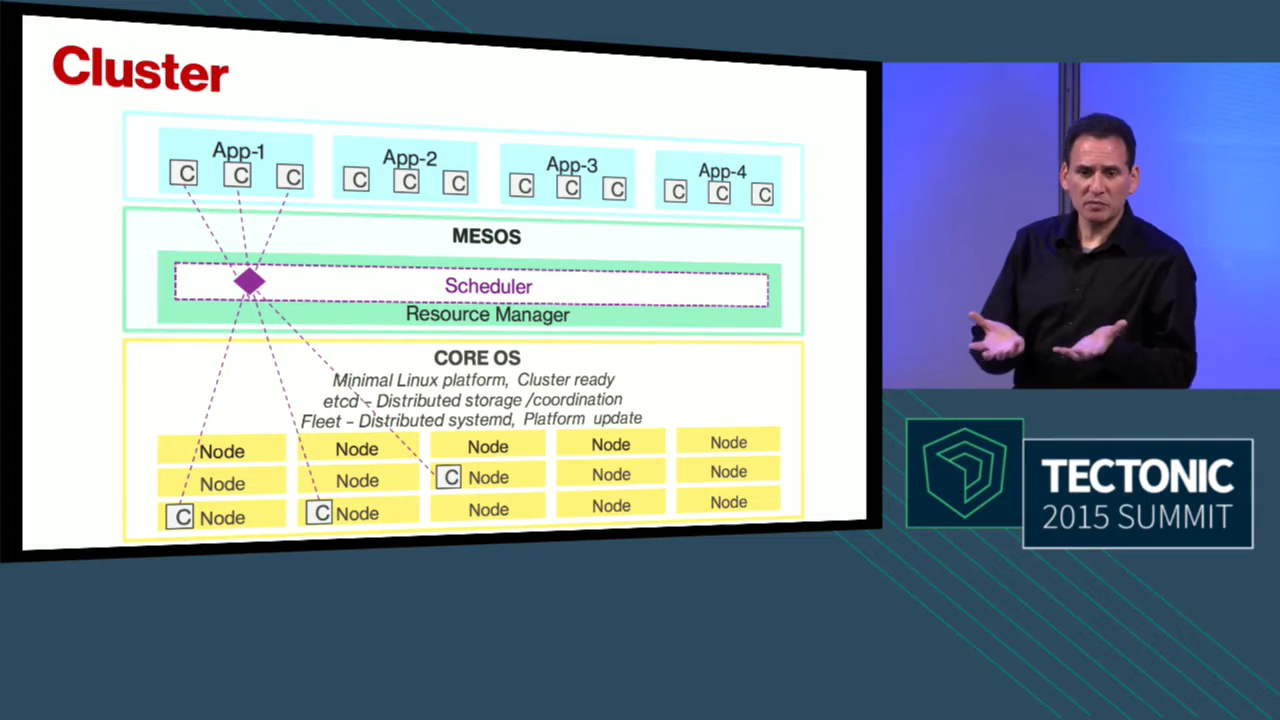 Cluster
App-1
C C C
App-2
C C C
App-3
C C C
App-4
C C C
MESOS
Scheduler
Resource Manager
CORE OS
Minimal Linux platform, Cluster ready
etcd – Distributed storage /coordination
Fleet – Distributed systemd, Platform update
Node Node Node Node Node
Node Node C Node Node Node
C Node C Node Node Node Node
TECTONIC
2015 SUMMIT